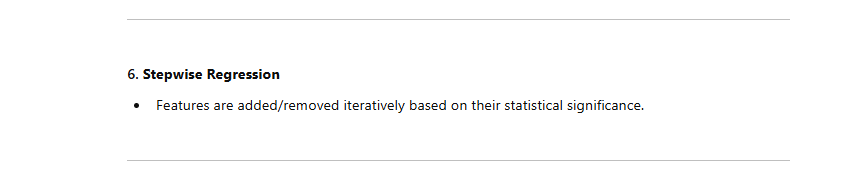 6. Stepwise Regression
• Features are added/removed iteratively based on their statistical significance.